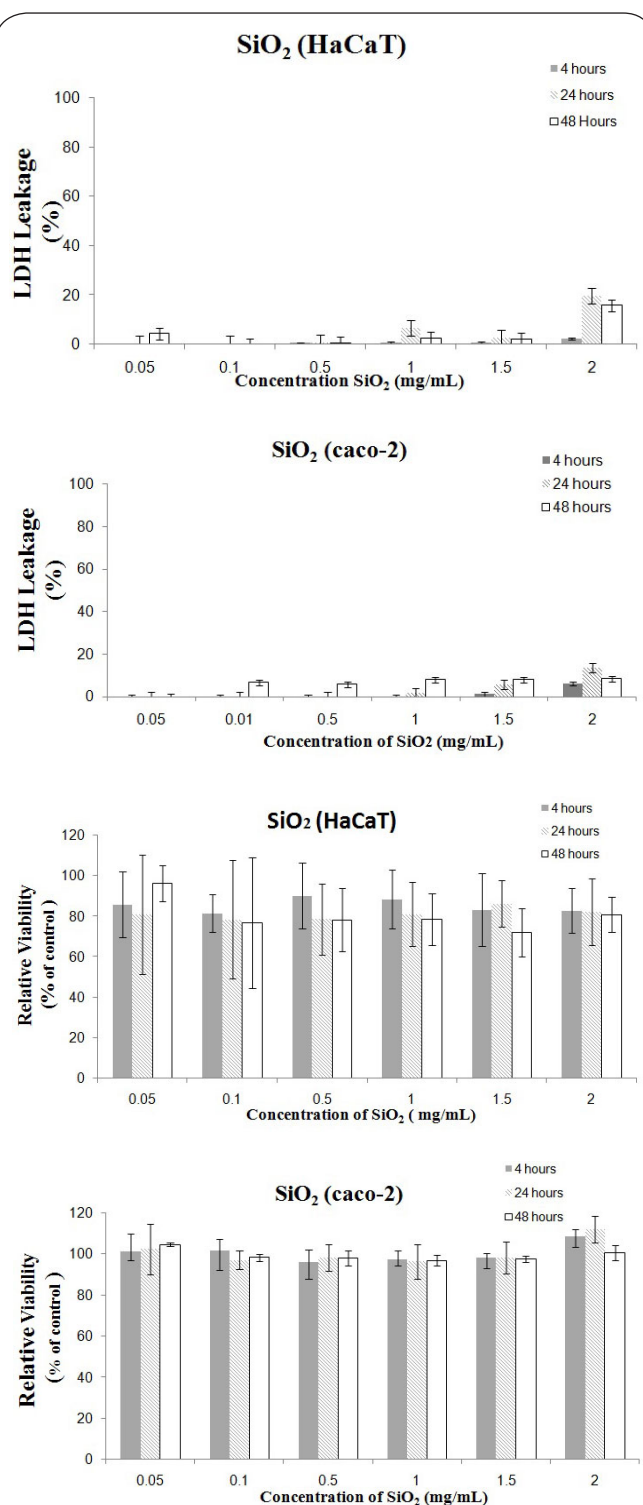 SiO2 (HaCaT)
4 hours
24 hours
48 Hours
LDH Leakage
(%)
100
80
60
40
20
0
0.05 0.1 0.5 1 1.5 2
Concentration SiO2 (mg/mL)
SiO2 (caco-2)
4 hours
24 hours
48 hours
LDH Leakage
(%)
100
80
60
40
20
0
0.05 0.01 0.5 1 1.5 2
Concentration of SiO2 (mg/mL)
SiO2 (HaCaT)
4 hours
24 hours
48 hours
Relative Viability
(% of control )
120
100
80
60
40
20
0
0.05 0.1 0.5 1 1.5 2
Concentration of SiO2 ( mg/mL)
SiO2 (caco-2)
4 hours
24 hours
48 hours
Relative Viability
( % of control )
120
100
80
60
40
20
0
0.05 0.1 0.5 1 1.5 2
Concentration of SiO2 (mg/mL)